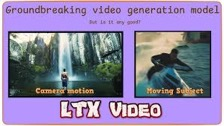 Groundbreaking video generation model
But is it any good?
Camera motion
Moving Subject
LTX Video